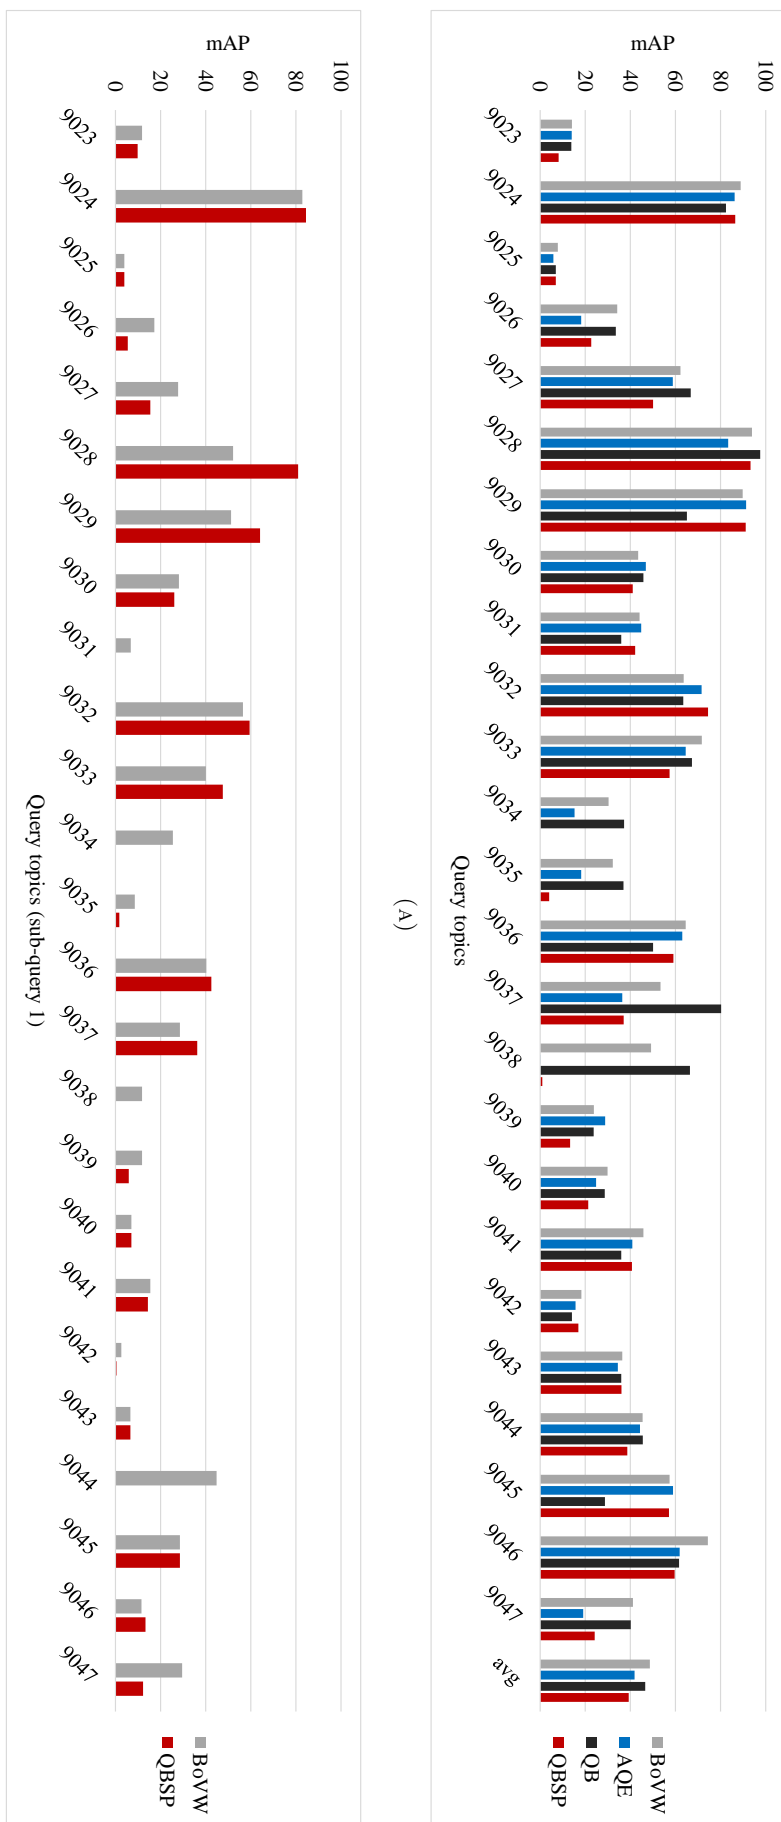 mAP
100
80
60
40
20
0
9023 9024 9025 9026 9027 9028 9029 9030 9031 9032 9033 9034 9035 9036 9037 9038 9039 9040 9041 9042 9043 9044 9045 9046 9047 avg
BoVW
AQE
QB
QBSP
Query topics
(A)
mAP
100
80
60
40
20
0
9023 9024 9025 9026 9027 9028 9029 9030 9031 9032 9033 9034 9035 9036 9037 9038 9039 9040 9041 9042 9043 9044 9045 9046 9047
BoVW
QBSP
Query topics (sub-query 1)